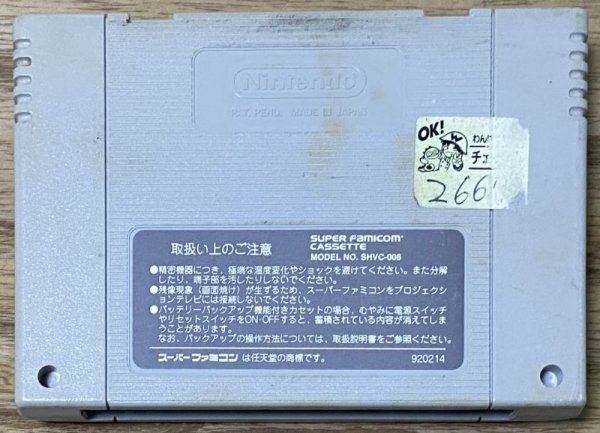 Nintendo
PAT. PEND. MADE IN JAPAN
OK!
わんぱ
チェ
266
取扱い上のご注意
SUPER FAMICOM
CASSETTE
MODEL NO. SHVC-006
●精密機器につき、極端な温度変化やショックを避けてください。また分解
したり、端子部を汚したりしないでください。
●残像現象（画面焼け）が生ずるため、スーパーファミコンをプロジェクシ
ョンテレビには接続しないでください。
●バッテリーバックアップ機能付きカセットの場合、むやみに電源スイッチ
やリセットスイッチをON・OFFすると、蓄積されている内容が消えてしま
うことがあります。
なお、バックアップの操作方法については、取扱説明書をご参照ください。
スーパーファミコン は任天堂の商標です。
920214